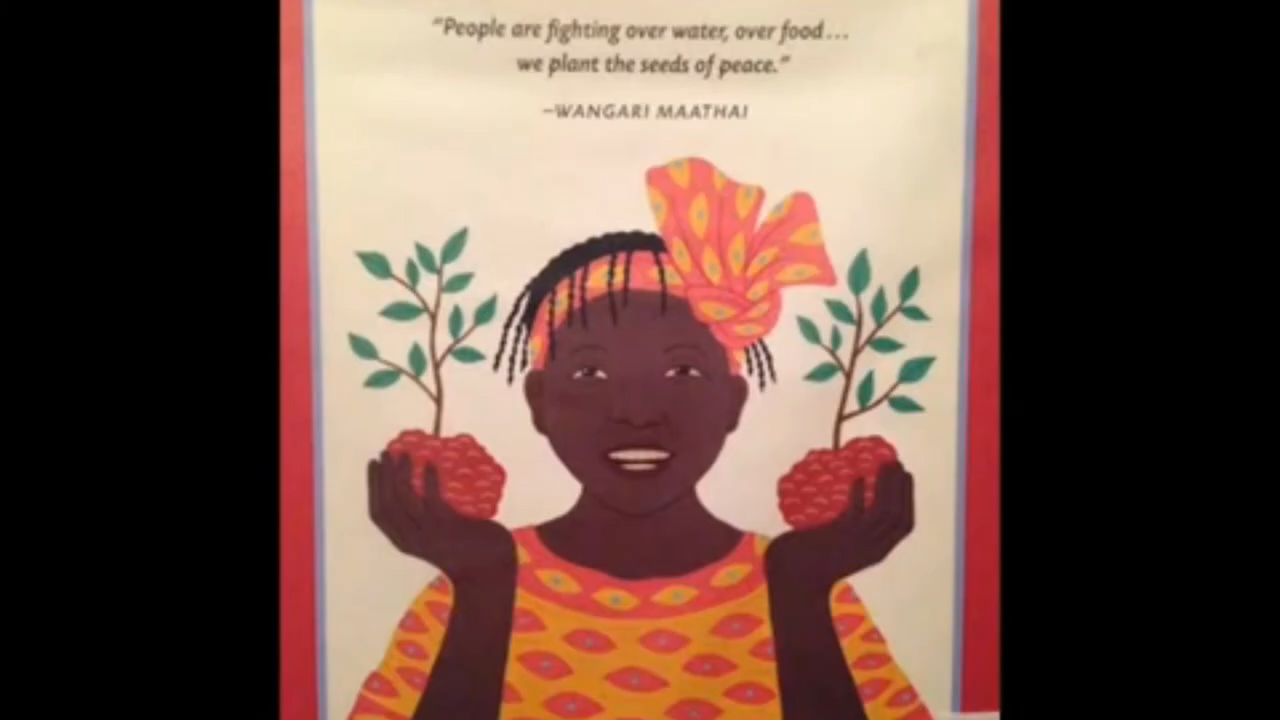 "People are fighting over water, over food...
we plant the seeds of peace."
–WANGARI MAATHAI